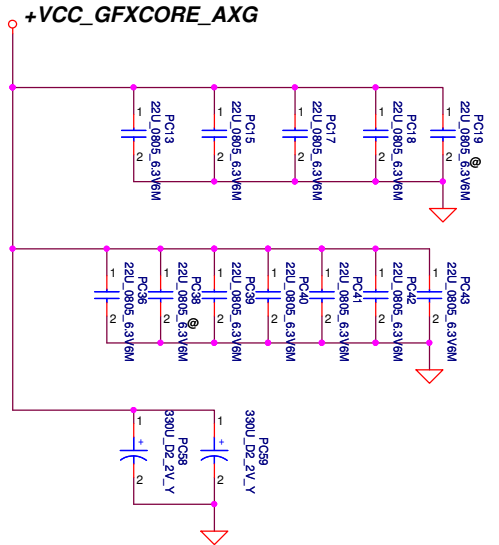 +VCC_GFXCORE_AXG
1
2
PC13
22U_0805_6.3V6M
1
2
PC15
22U_0805_6.3V6M
1
2
PC17
22U_0805_6.3V6M
1
2
PC18
22U_0805_6.3V6M
1
2
PC19
22U_0805_6.3V6M
@
1
2
PC36
22U_0805_6.3V6M
1
2
PC38
22U_0805_6.3V6M
@
1
2
PC39
22U_0805_6.3V6M
1
2
PC40
22U_0805_6.3V6M
1
2
PC41
22U_0805_6.3V6M
1
2
PC42
22U_0805_6.3V6M
1
2
PC43
22U_0805_6.3V6M
1
+
2
PC58
330U_D2_2V_Y
1
+
2
PC59
330U_D2_2V_Y